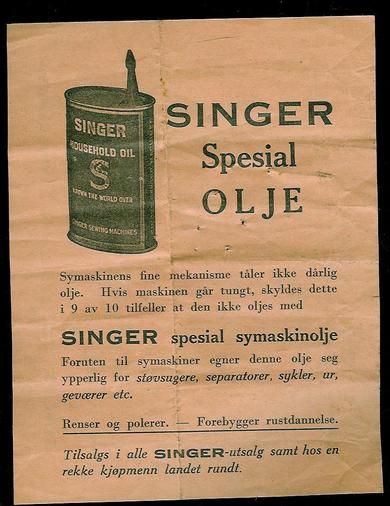 SINGER
HOUSEHOLD OIL
S
KNOWN THE WORLD OVER
SINGER SEWING MACHINES
SINGER
Spesial
OLJE
Symaskinens fine mekanisme tåler ikke dårlig
olje. Hvis maskinen går tungt, skyldes dette
i 9 av 10 tilfeller at den ikke oljes med
SINGER spesial symaskinolje
Foruten til symaskiner egner denne olje seg
ypperlig for støvsugere, separatorer, sykler, ur,
geværer etc.
Renser og polerer. — Forebygger rustdannelse.
Tilsalgs i alle SINGER-utsalg samt hos en
rekke kjøpmenn landet rundt.